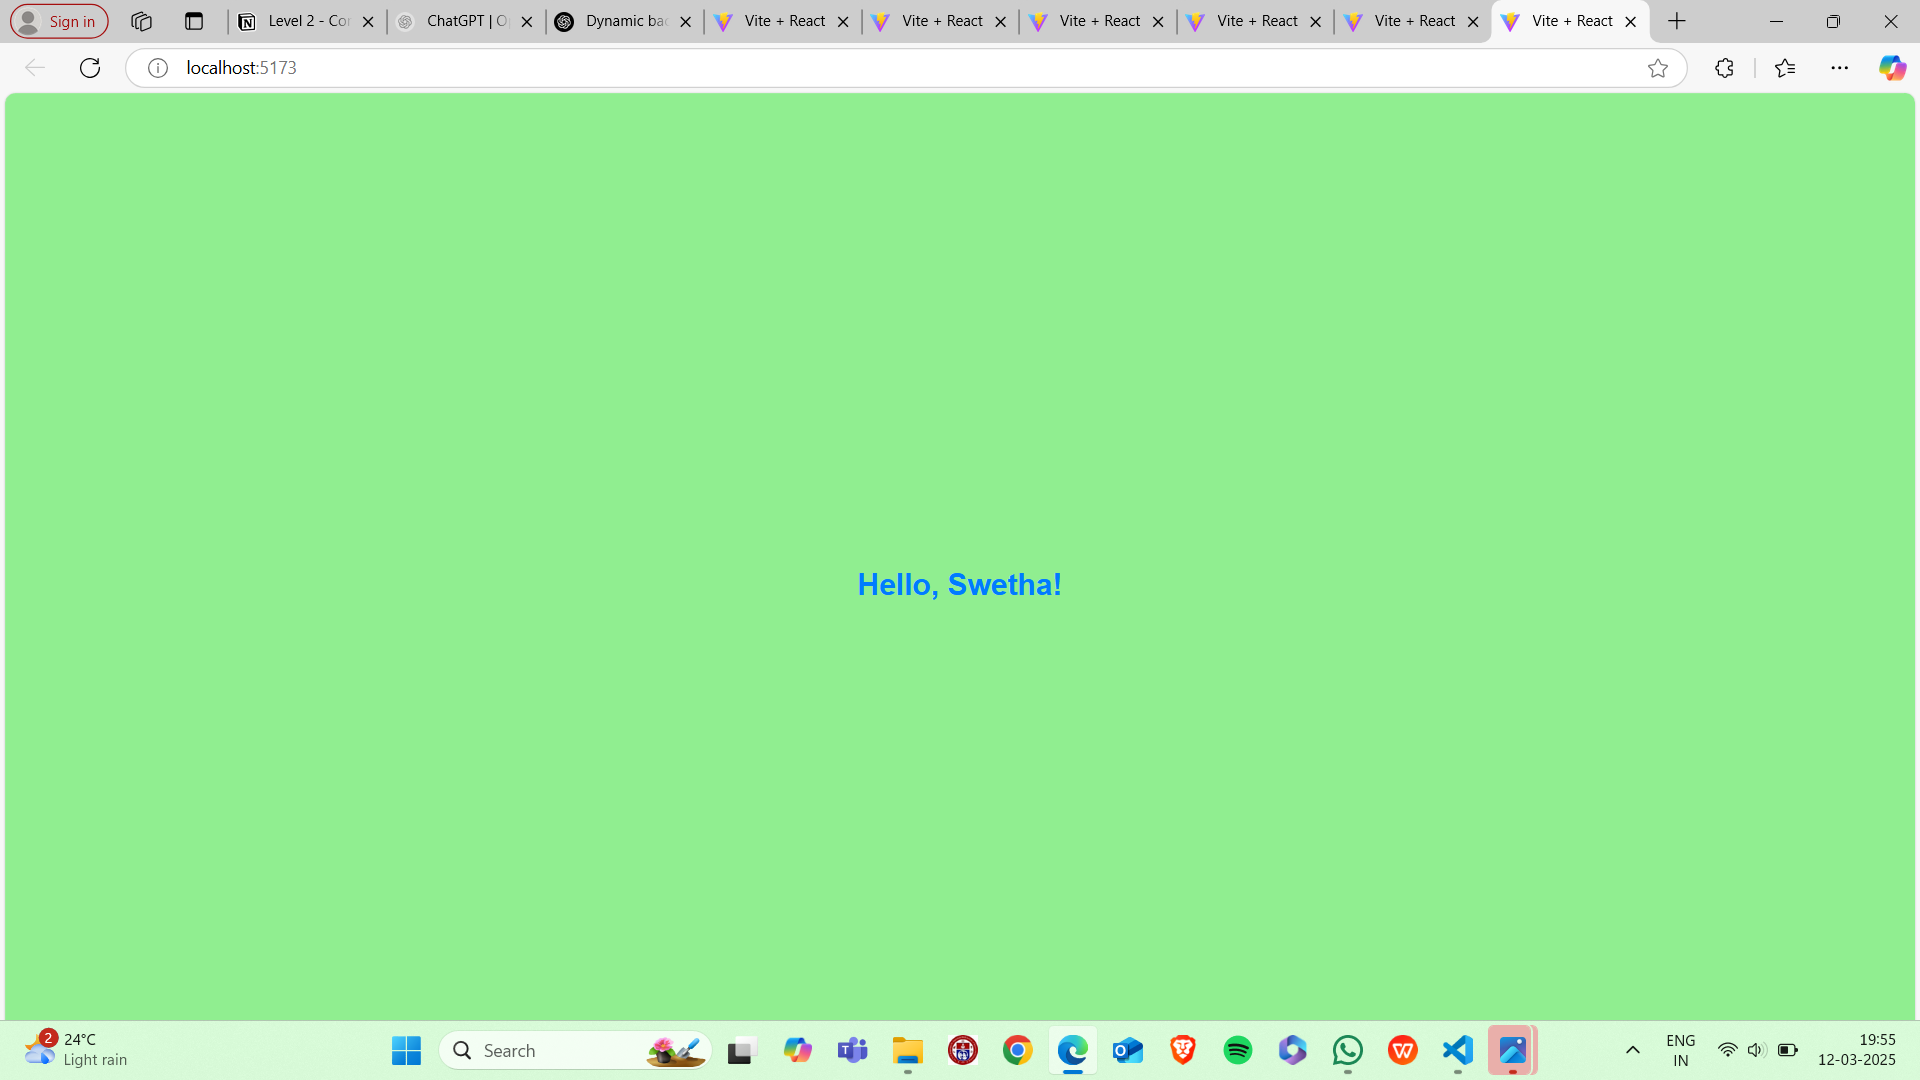 Sign in
Level 2 - Co
ChatGPT | O
Dynamic ba
Vite + React
Vite + React
Vite + React
Vite + React
Vite + React
Vite + React
localhost:5173
Hello, Swetha!
2
24°C
Light rain
Search
ENG
IN
19:55
12-03-2025